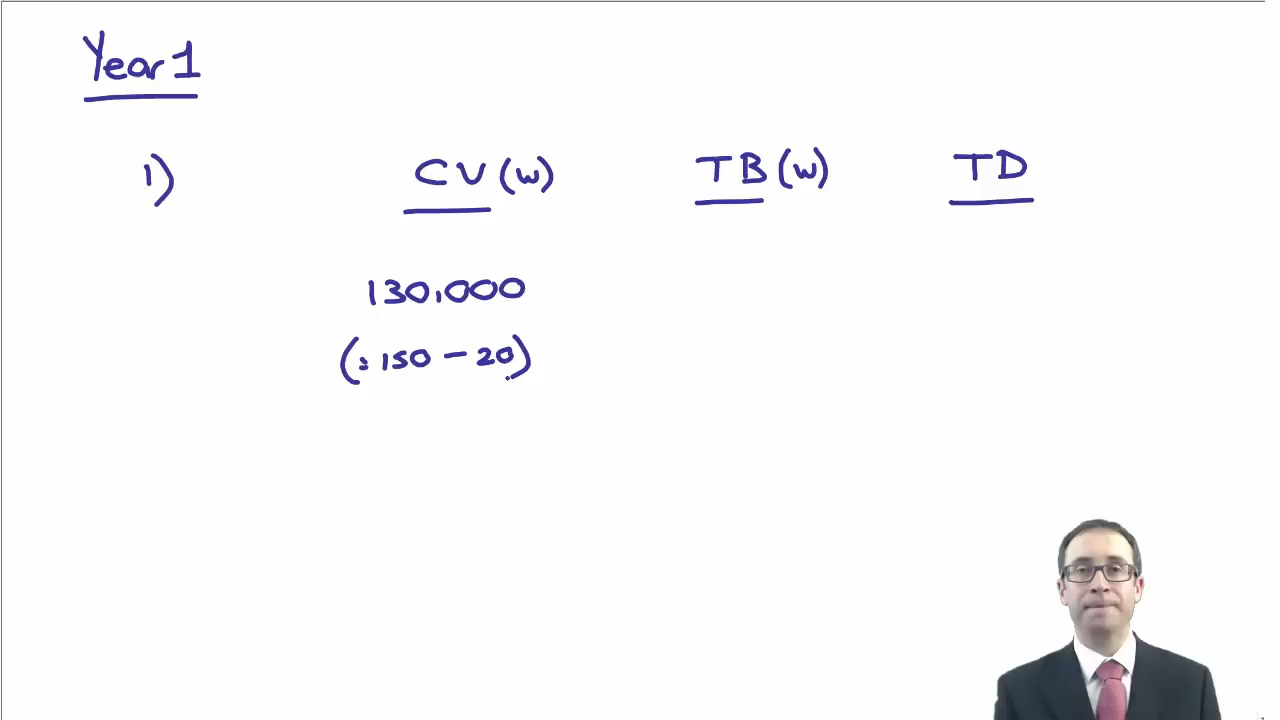 Year 1
1) CV (w) TB (w) TD
130,000
(= 150 - 20)